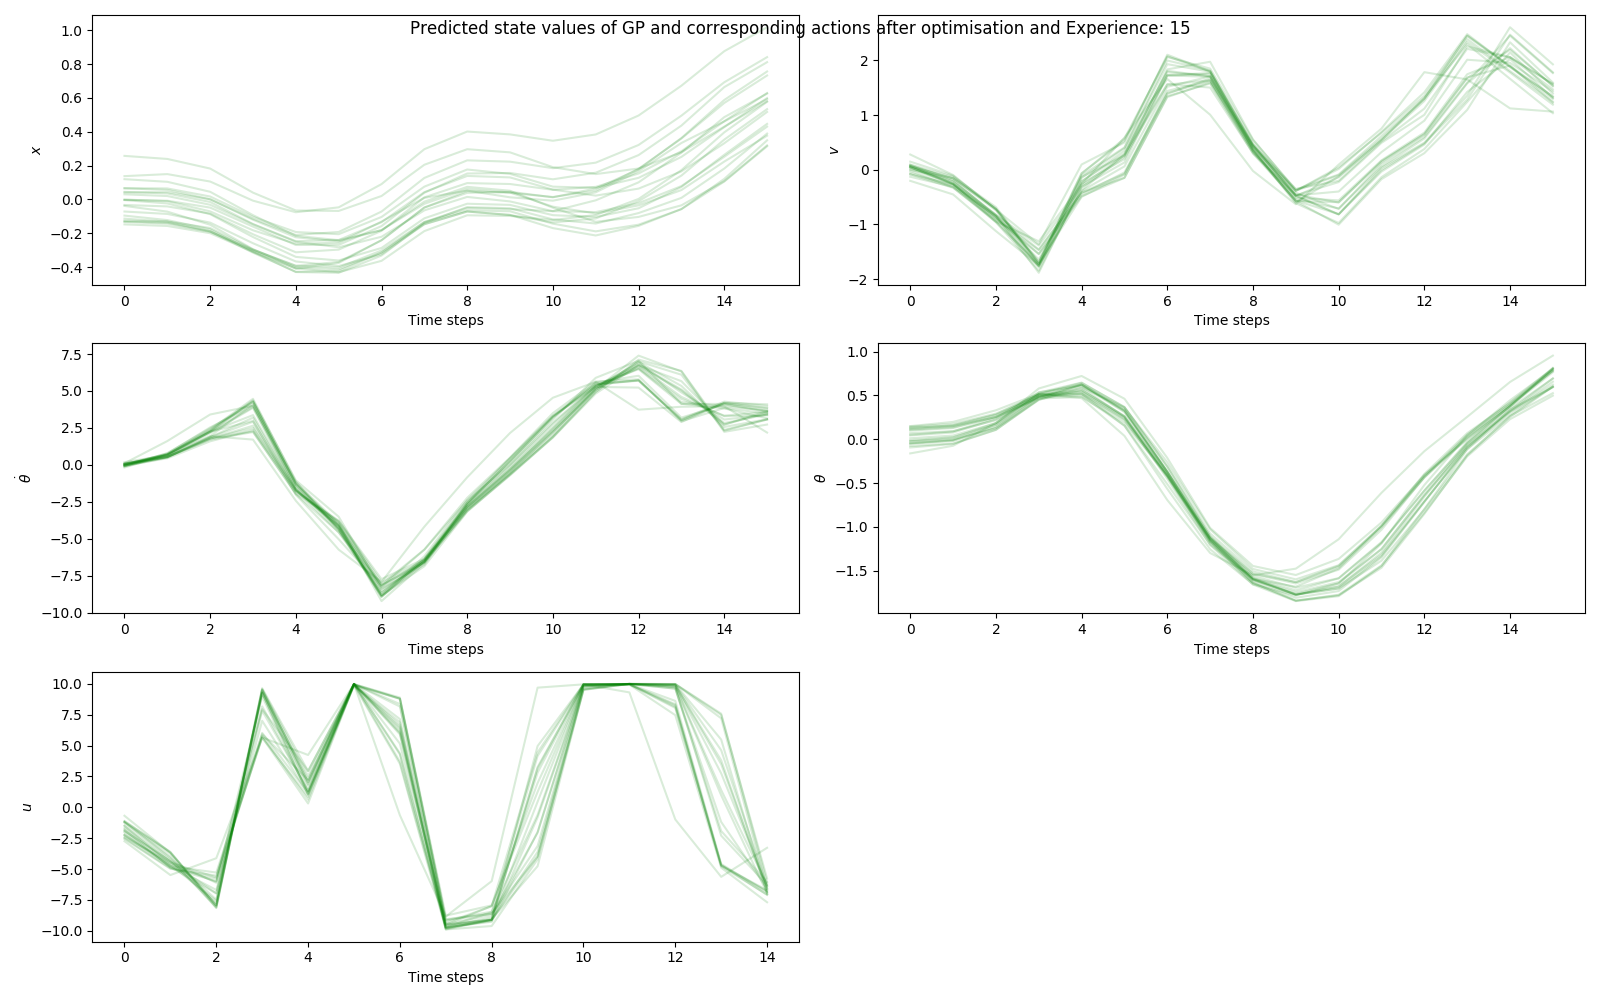 Predicted state values of GP and corresponding actions after optimisation and Experience: 15
1.0
0.8
0.6
0.4
0.2
0.0
−0.2
−0.4
x
0 2 4 6 8 10 12 14
Time steps
2
1
0
−1
−2
v
0 2 4 6 8 10 12 14
Time steps
7.5
5.0
2.5
0.0
−2.5
−5.0
−7.5
−10.0
θ̇
0 2 4 6 8 10 12 14
Time steps
1.0
0.5
0.0
−0.5
−1.0
−1.5
θ
0 2 4 6 8 10 12 14
Time steps
10.0
7.5
5.0
2.5
0.0
−2.5
−5.0
−7.5
−10.0
u
0 2 4 6 8 10 12 14
Time steps